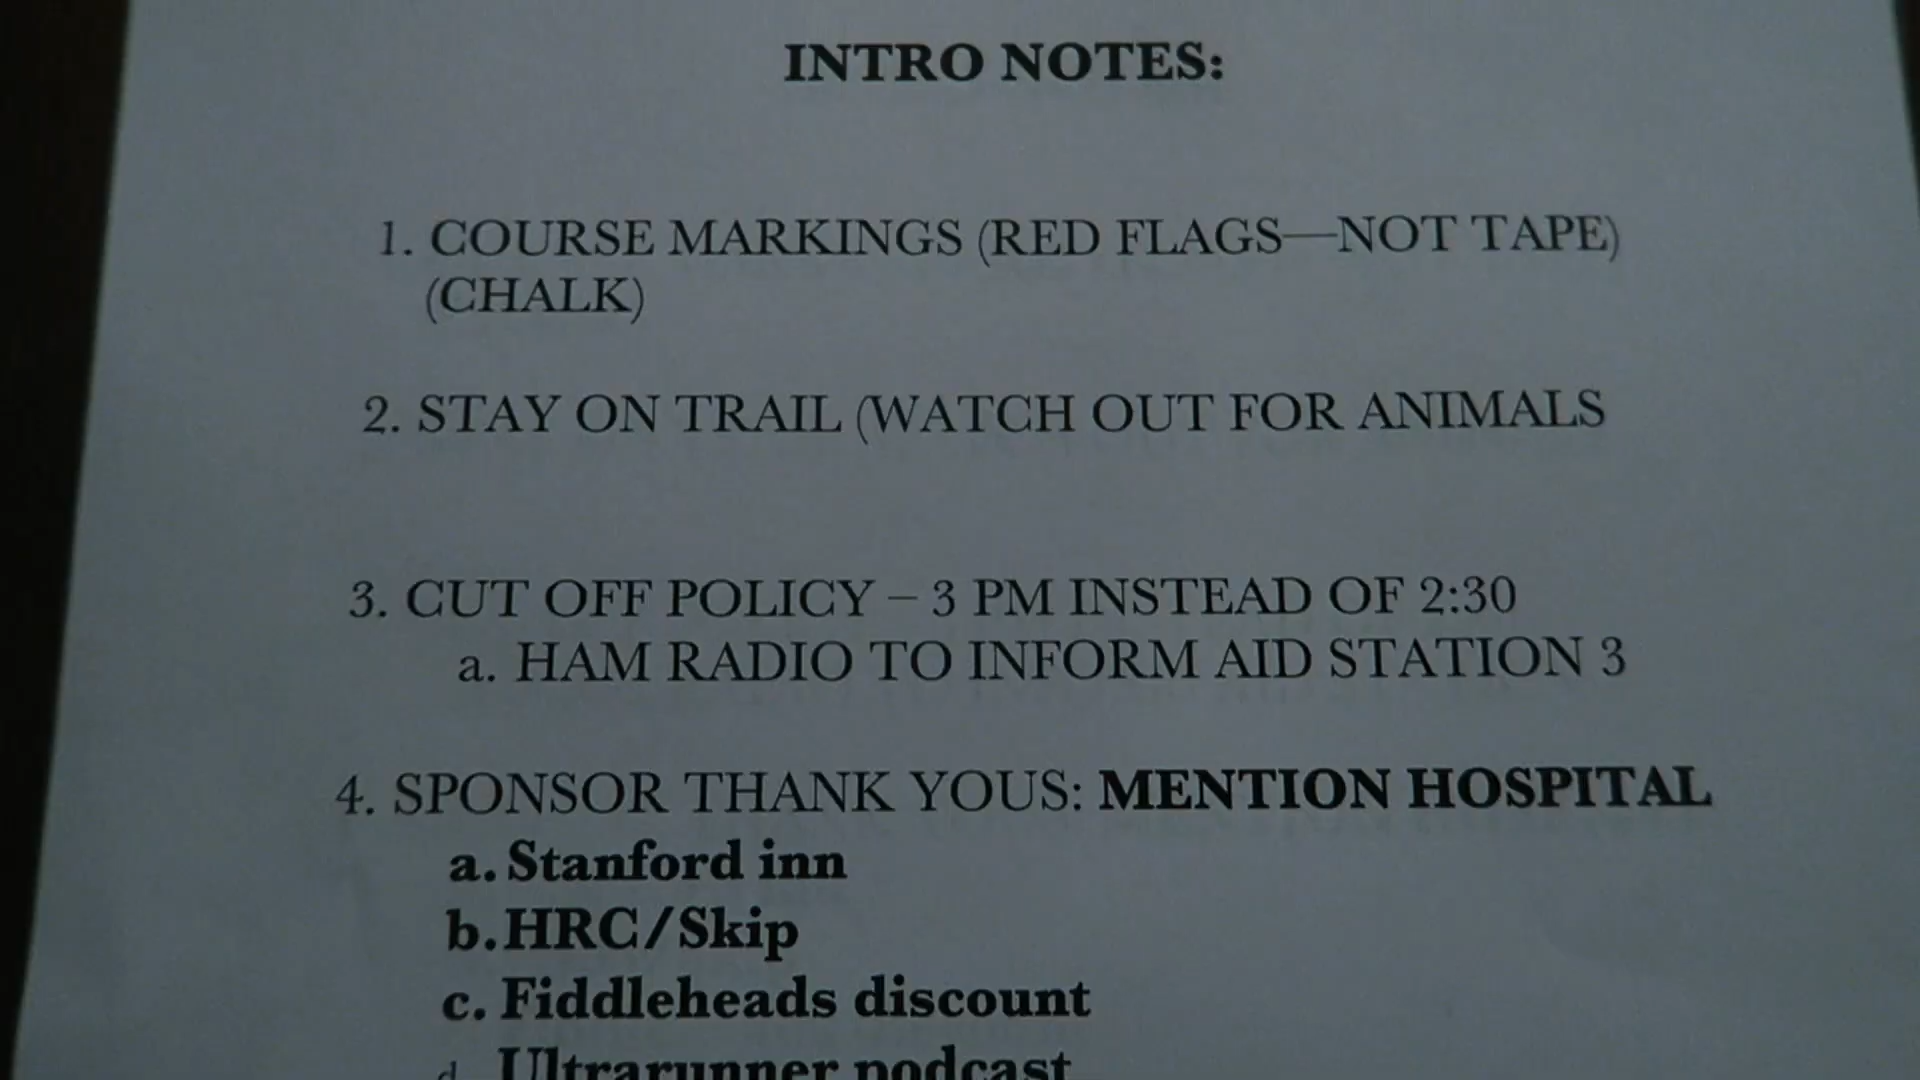 INTRO NOTES:
1. COURSE MARKINGS (RED FLAGS—NOT TAPE)
(CHALK)
2. STAY ON TRAIL (WATCH OUT FOR ANIMALS
3. CUT OFF POLICY – 3 PM INSTEAD OF 2:30
a. HAM RADIO TO INFORM AID STATION 3
4. SPONSOR THANK YOUS: MENTION HOSPITAL
a. Stanford inn
b. HRC/Skip
c. Fiddleheads discount
d. Ultrarunner podcast